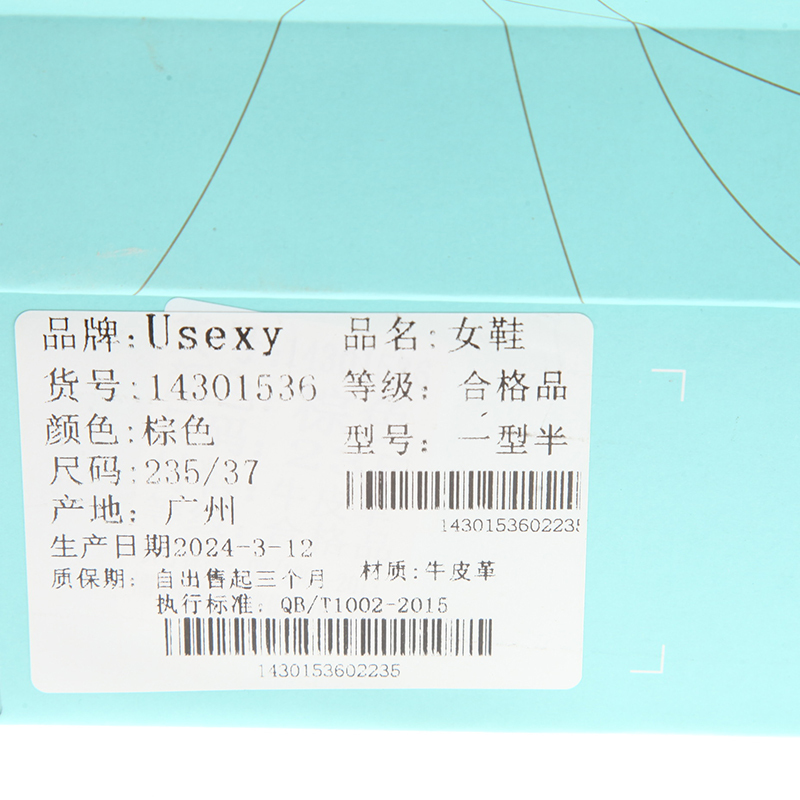 品牌:Usexy 品名:女鞋
货号:14301536 等级:合格品
颜色:棕色 型号:一型半
尺码:235/37
产地:广州
1430153602235
生产日期2024-3-12
质保期:自出售起三个月 材质:牛皮革
执行标准:QB/T1002-2015
1430153602235